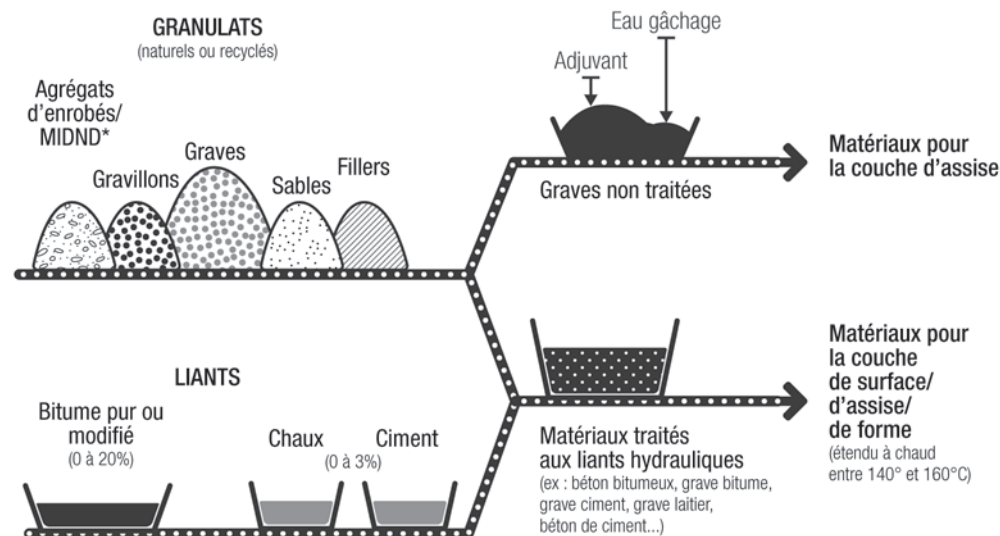 GRANULATS
(naturels ou recyclés)
Agrégats
d'enrobés/
MIDND*
Gravillons
Graves
Sables
Fillers
Eau gâchage
Adjuvant
Graves non traitées
Matériaux pour
la couche d'assise
LIANTS
Bitume pur ou
modifié
(0 à 20%)
Chaux
Ciment
(0 à 3%)
Matériaux traités
aux liants hydrauliques
(ex : béton bitumeux, grave bitume,
grave ciment, grave laitier,
béton de ciment...)
Matériaux pour
la couche
de surface/
d'assise/
de forme
(étendu à chaud
entre 140° et 160°C)